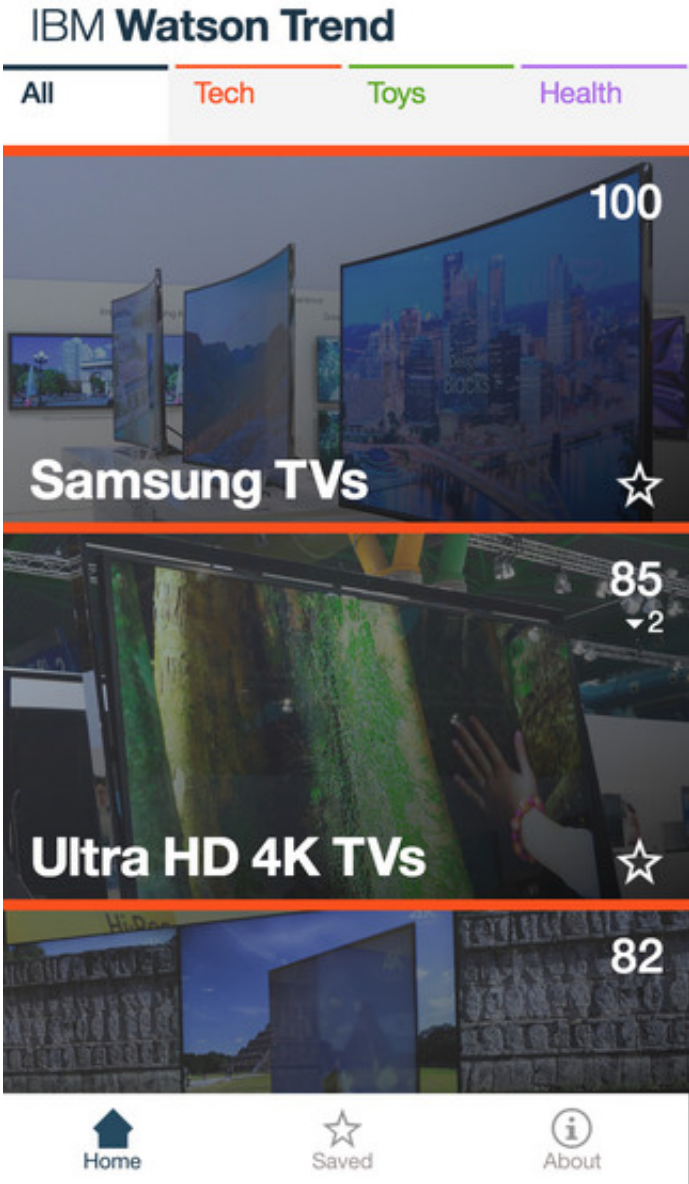 IBM Watson Trend
All Tech Toys Health
100
Blocks
Samsung TVs
85
2
Ultra HD 4K TVs
82
Home Saved About